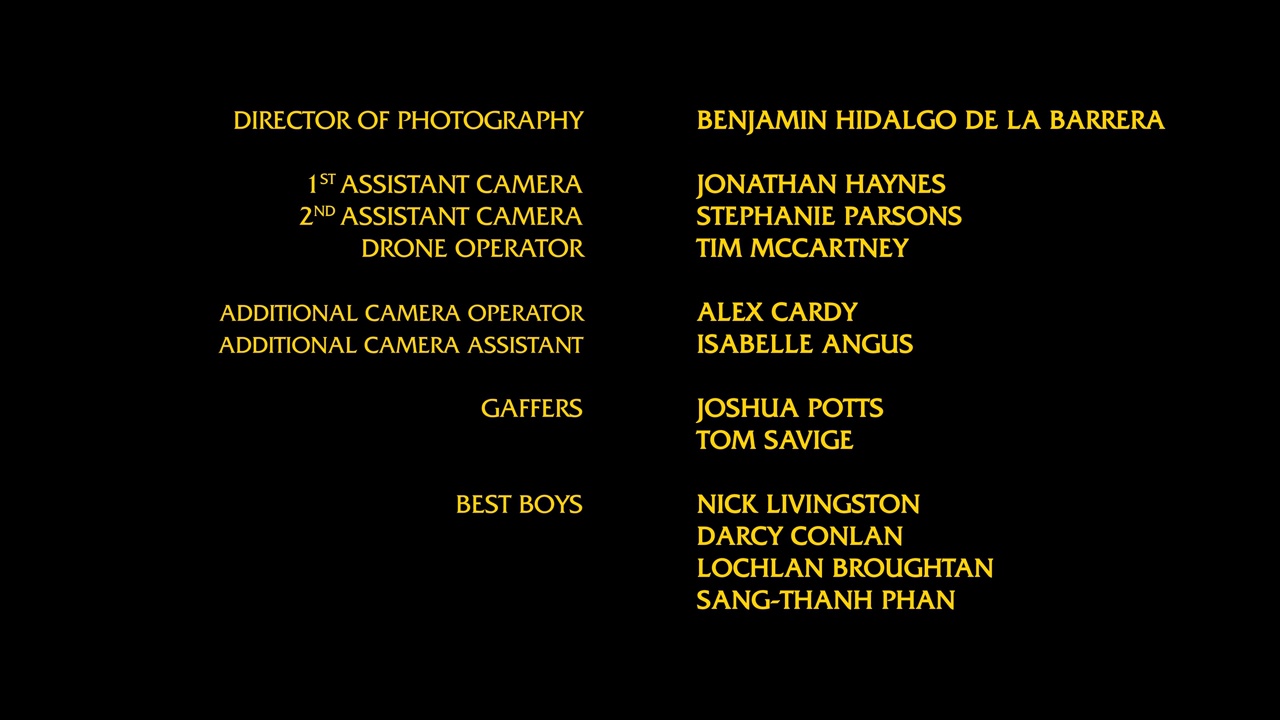 DIRECTOR OF PHOTOGRAPHY BENJAMIN HIDALGO DE LA BARRERA
1ST ASSISTANT CAMERA JONATHAN HAYNES
2ND ASSISTANT CAMERA STEPHANIE PARSONS
DRONE OPERATOR TIM MCCARTNEY
ADDITIONAL CAMERA OPERATOR ALEX CARDY
ADDITIONAL CAMERA ASSISTANT ISABELLE ANGUS
GAFFERS JOSHUA POTTS
TOM SAVIGE
BEST BOYS NICK LIVINGSTON
DARCY CONLAN
LOCHLAN BROUGHTAN
SANG-THANH PHAN